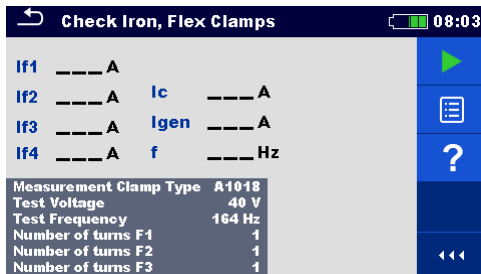 Check Iron, Flex Clamps 08:03
If1 ___A
If2 ___A Ic ___A
If3 ___A Igen ___A
If4 ___A f ___Hz
?
Measurement Clamp Type A1018
Test Voltage 40 V
Test Frequency 164 Hz
Number of turns F1 1
Number of turns F2 1
Number of turns F3 1